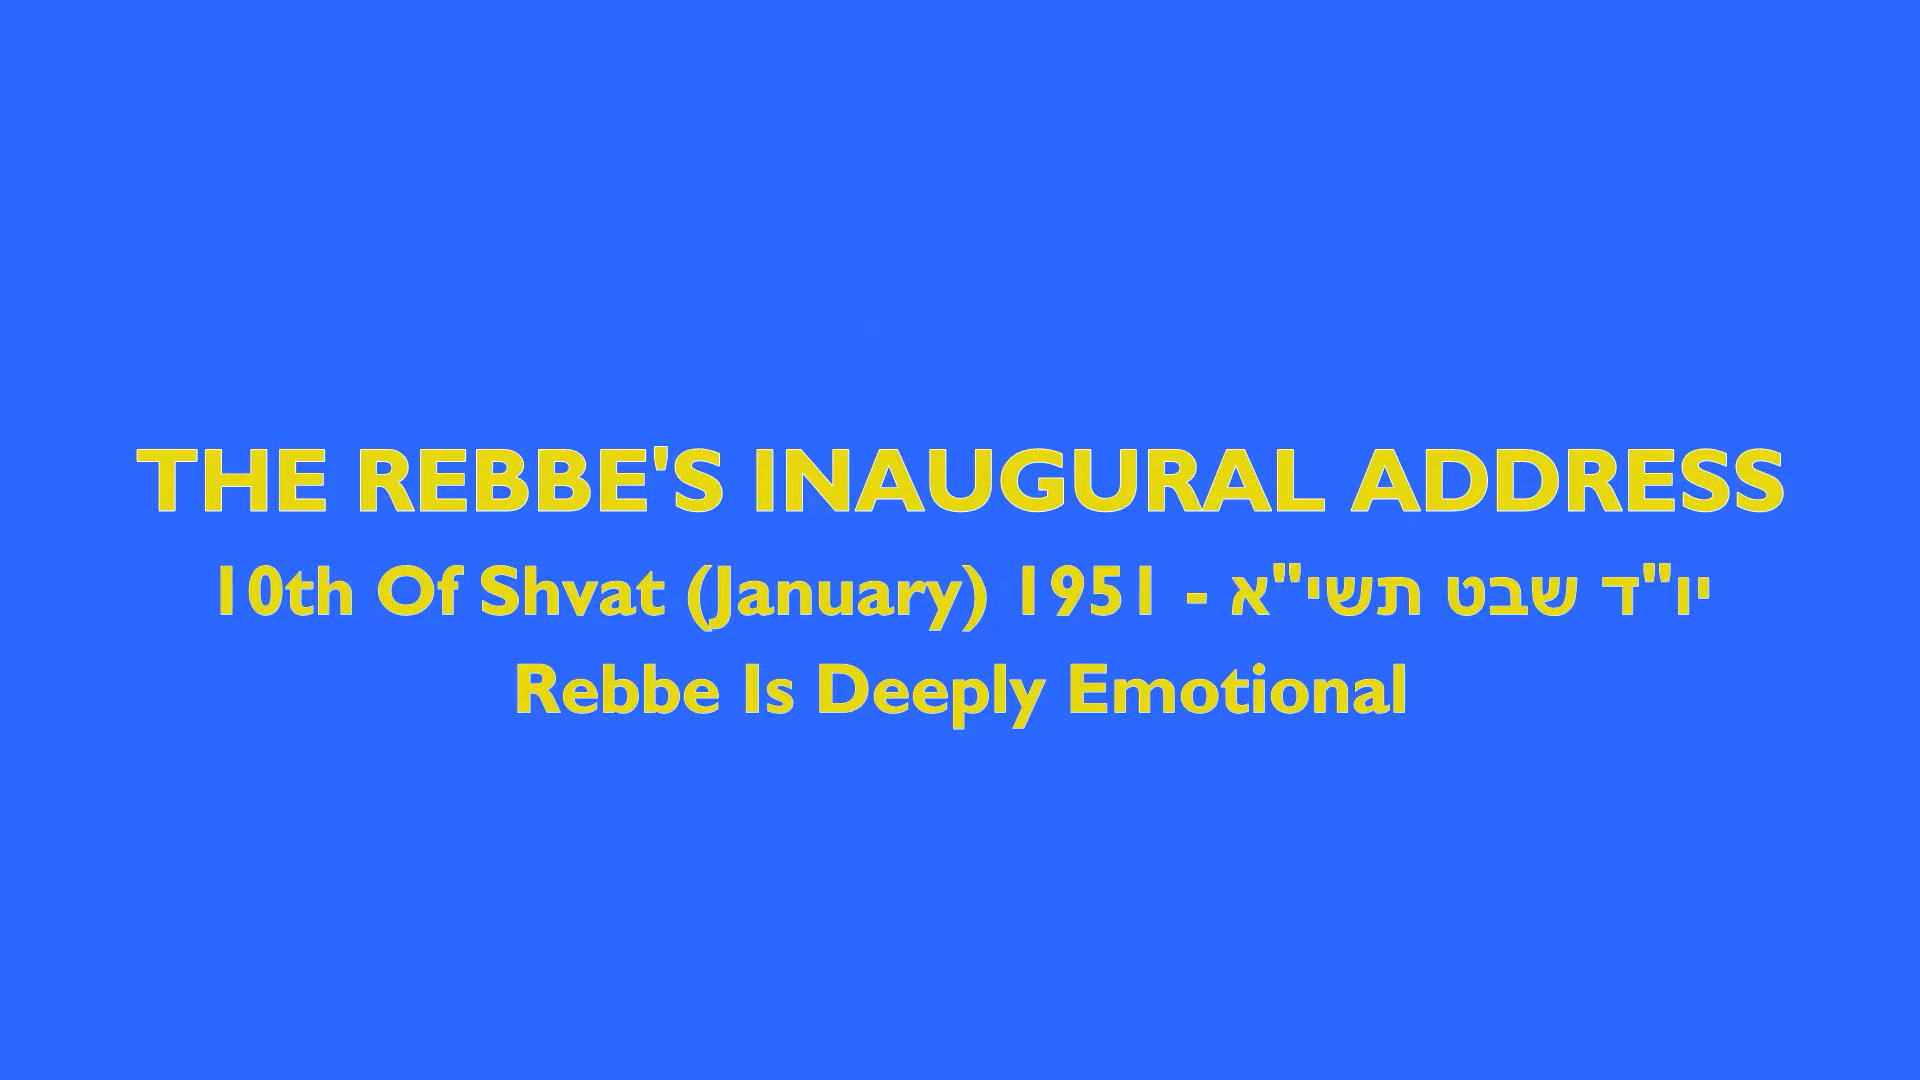 THE REBBE'S INAUGURAL ADDRESS
10th Of Shvat (January) 1951 - יו"ד שבט תשי"א
Rebbe Is Deeply Emotional